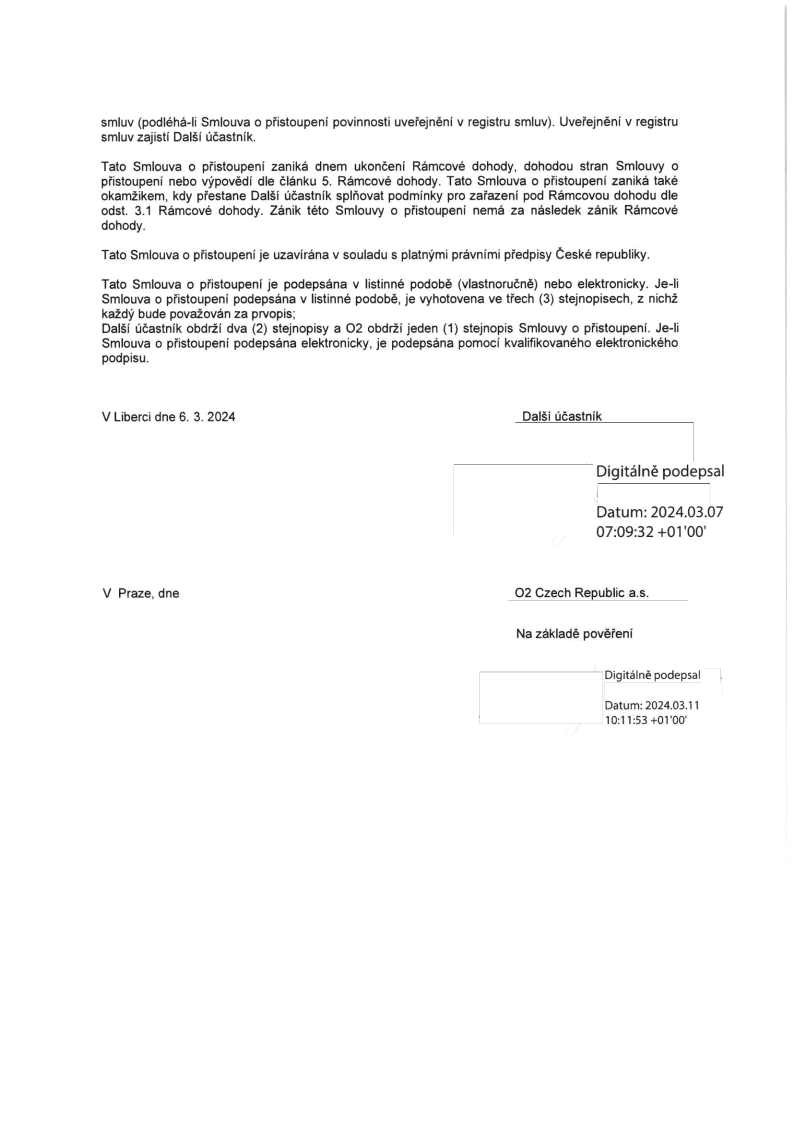 smluv (podléhá-li Smlouva o přistoupení povinnosti uveřejnění v registru smluv). Uveřejnění v registru
smluv zajistí Další účastník.
Tato Smlouva o přistoupení zaniká dnem ukončení Rámcové dohody, dohodou stran Smlouvy o
přistoupení nebo výpovědí dle článku 5. Rámcové dohody. Tato Smlouva o přistoupení zaniká také
okamžikem, kdy přestane Další účastník splňovat podmínky pro zařazení pod Rámcovou dohodu dle
odst. 3.1 Rámcové dohody. Zánik této Smlouvy o přistoupení nemá za následek zánik Rámcové
dohody.
Tato Smlouva o přistoupení je uzavírána v souladu s platnými právními předpisy České republiky.
Tato Smlouva o přistoupení je podepsána v listinné podobě (vlastnoručně) nebo elektronicky. Je-li
Smlouva o přistoupení podepsána v listinné podobě, je vyhotovena ve třech (3) stejnopisech, z nichž
každý bude považován za prvopis;
Další účastník obdrží dva (2) stejnopisy a O2 obdrží jeden (1) stejnopis Smlouvy o přistoupení. Je-li
Smlouva o přistoupení podepsána elektronicky, je podepsána pomocí kvalifikovaného elektronického
podpisu.
V Liberci dne 6. 3. 2024
Další účastník
Digitálně podepsal
Datum: 2024.03.07
07:09:32 +01'00'
V Praze, dne
O2 Czech Republic a.s.
Na základě pověření
Digitálně podepsal
Datum: 2024.03.11
10:11:53 +01'00'